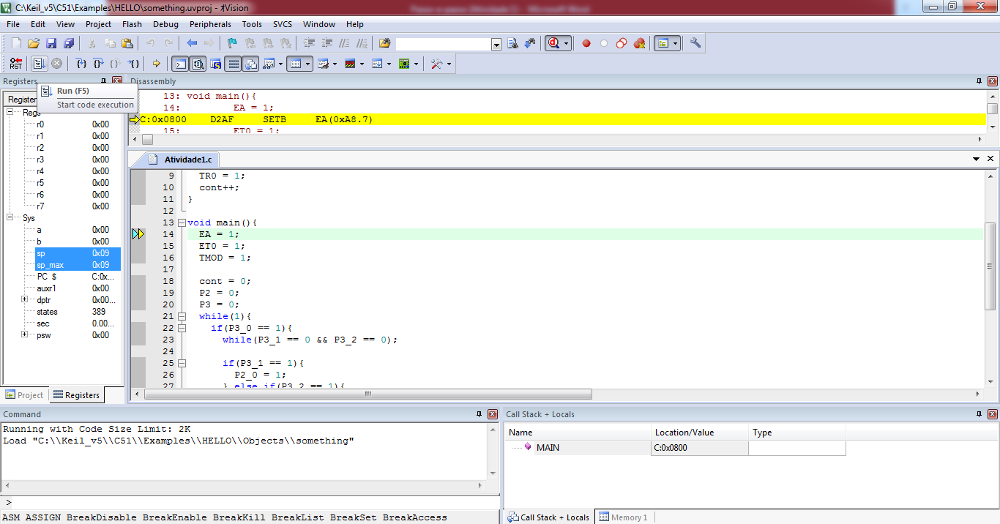 C:\Keil_v5\C51\Examples\HELLO\something.uvproj - µVision
File Edit View Project Flash Debug Peripherals Tools SVCS Window Help
RST
Registers
Disassembly
Run (F5)
Start code execution
Register
Regs
r0 0x00
r1 0x00
r2 0x00
r3 0x00
r4 0x00
r5 0x00
r6 0x00
r7 0x00
Sys
a 0x00
b 0x00
sp 0x09
sp_max 0x09
PC $ C:0x...
auxr1 0x00
dptr 0x00...
states 389
sec 0.00...
psw 0x00
Project Registers
13: void main(){
14: EA = 1;
C:0x0800 D2AF SETB EA(0xA8.7)
15: ET0 = 1;
Atividade1.c
9 TR0 = 1;
10 cont++;
11 }
12
13 void main(){
14 EA = 1;
15 ET0 = 1;
16 TMOD = 1;
17
18 cont = 0;
19 P2 = 0;
20 P3 = 0;
21 while(1){
22 if(P3_0 == 1){
23 while(P3_1 == 0 && P3_2 == 0);
24
25 if(P3_1 == 1){
26 P2_0 = 1;
27 } else if(P3_2 == 1){
Command
Running with Code Size Limit: 2K
Load "C:\\Keil_v5\\C51\\Examples\\HELLO\\Objects\\something"
>
ASM ASSIGN BreakDisable BreakEnable BreakKill BreakList BreakSet BreakAccess
Call Stack + Locals
Name Location/Value Type
MAIN C:0x0800
Call Stack + Locals Memory 1